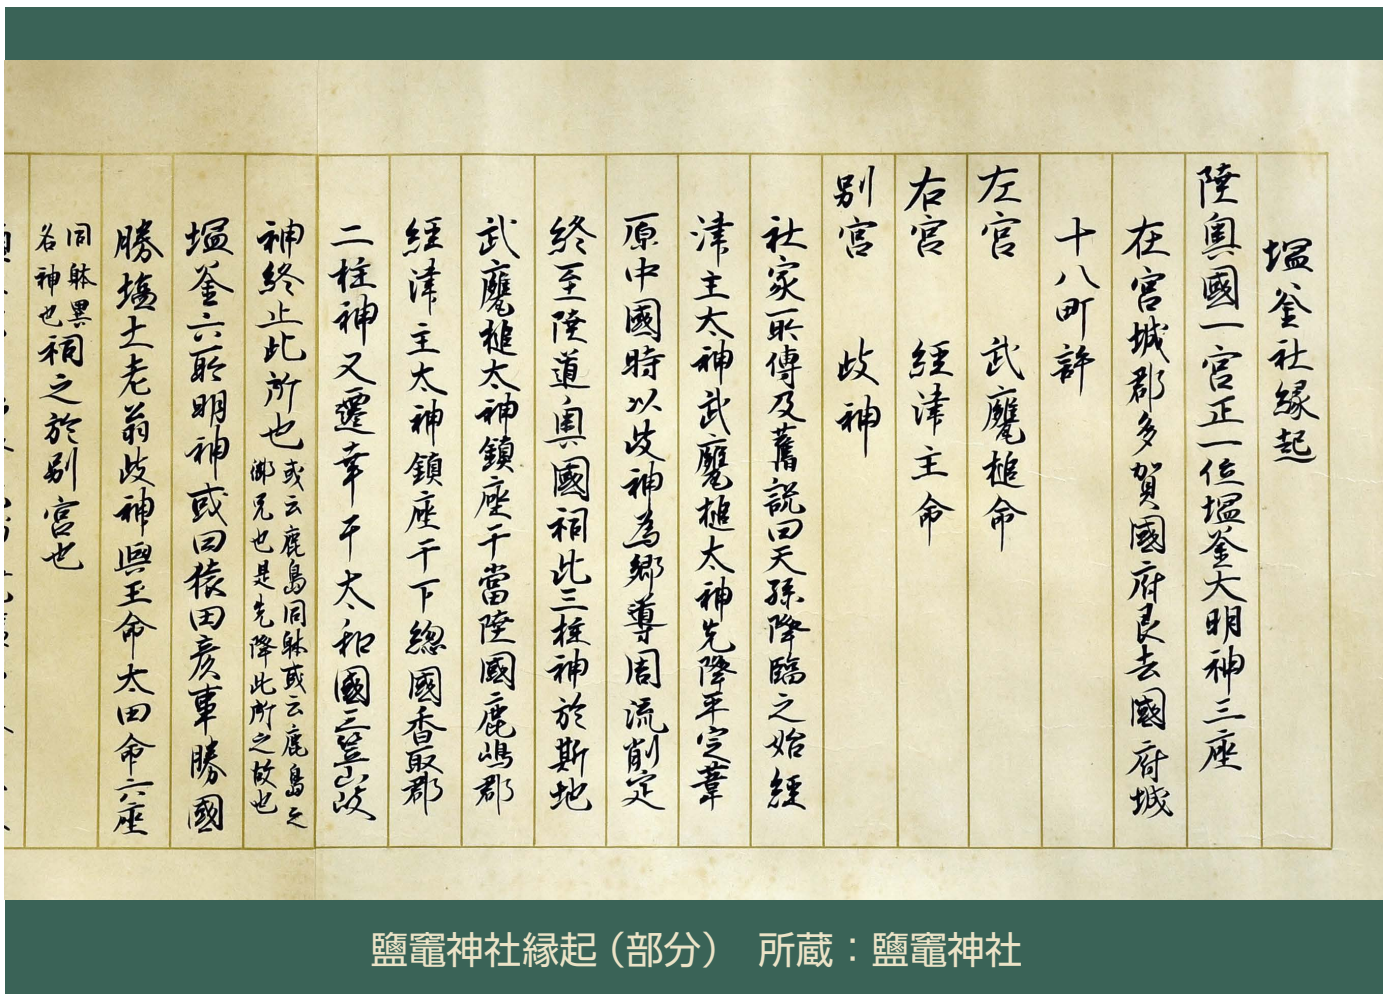 塩釜社縁起
陸奥國一宮正一位塩釜大明神三座
在宮城郡多賀國府艮去國府城
十八町許
左宮　武甕槌命
右宮　經津主命
別宮　岐神
社家所傳及舊説曰天孫降臨之始經
津主太神武甕槌太神先降平定葦
原中國時以岐神為郷導周流削定
終至陸道奥國祠此三柱神於斯地
武甕槌太神鎮座于當陸國鹿嶋郡
經津主太神鎮座于下總國香取郡
二柱神又遷幸于大和國三笠山岐
神終止此所也
或云鹿島同躰或云鹿島之
御兄也是先降此所之故也
塩釜六所明神或曰猿田彦事勝國
勝塩土老翁岐神興玉命太田命六座
同躰異
名神也
祠之於別宮也
鹽竈神社縁起（部分）　所蔵：鹽竈神社